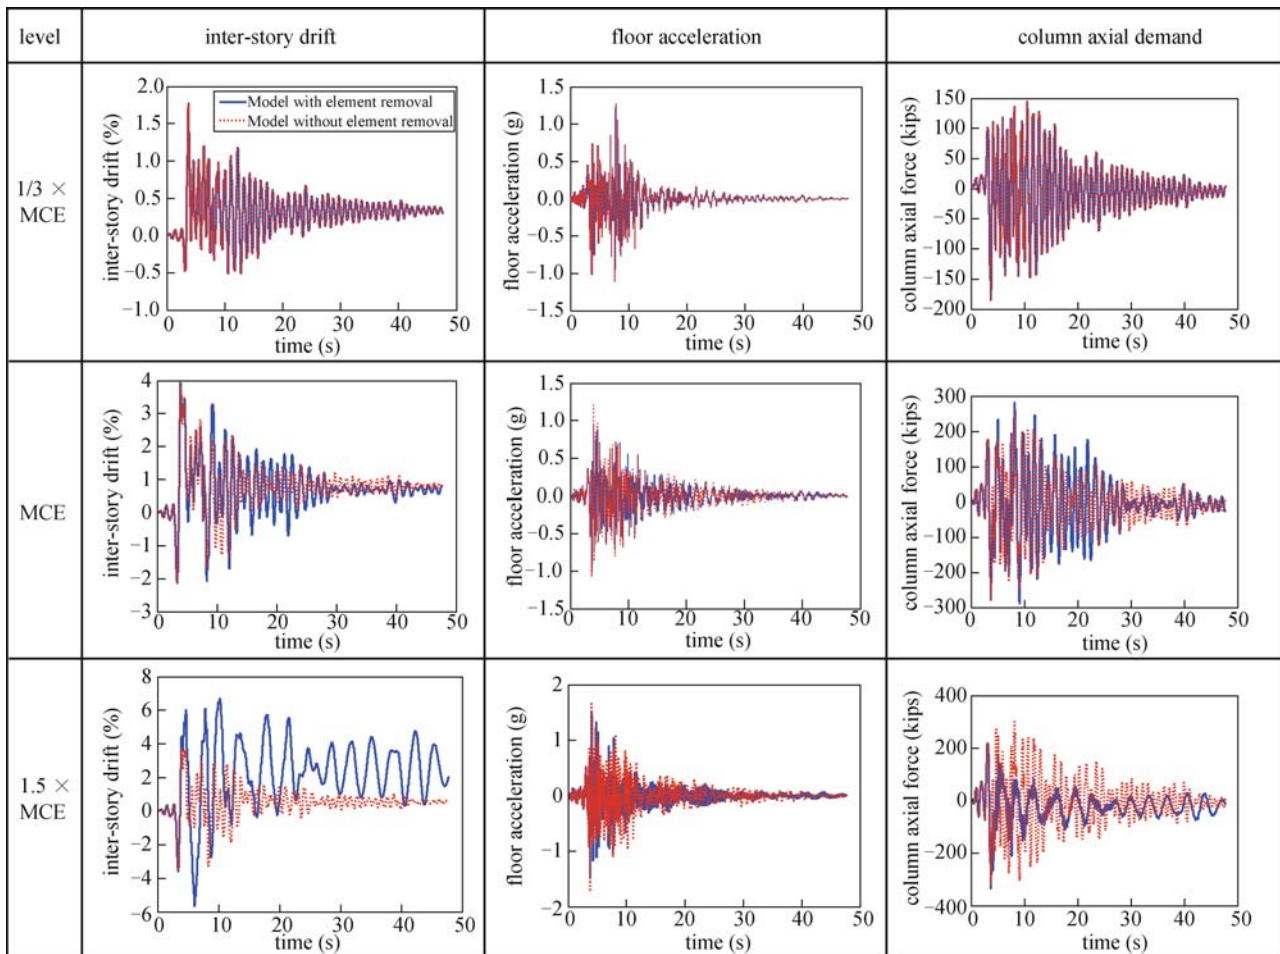 level
inter-story drift
floor acceleration
column axial demand
1/3 ×
MCE
inter-story drift (%)
2.0
1.5
1.0
0.5
0.0
−0.5
−1.0
Model with element removal
Model without element removal
0 10 20 30 40 50
time (s)
floor acceleration (g)
1.5
1.0
0.5
0.0
−0.5
−1.0
−1.5
0 10 20 30 40 50
time (s)
column axial force (kips)
150
100
50
0
−50
−100
−150
−200
0 10 20 30 40 50
time (s)
MCE
inter-story drift (%)
4
3
2
1
0
−1
−2
−3
0 10 20 30 40 50
time (s)
floor acceleration (g)
1.5
1.0
0.5
0.0
−0.5
−1.0
−1.5
0 10 20 30 40 50
time (s)
column axial force (kips)
300
200
100
0
−100
−200
−300
0 10 20 30 40 50
time (s)
1.5 ×
MCE
inter-story drift (%)
8
6
4
2
0
−2
−4
−6
0 10 20 30 40 50
time (s)
floor acceleration (g)
2
1
0
−1
−2
0 10 20 30 40 50
time (s)
column axial force (kips)
400
200
0
−200
−400
0 10 20 30 40 50
time (s)